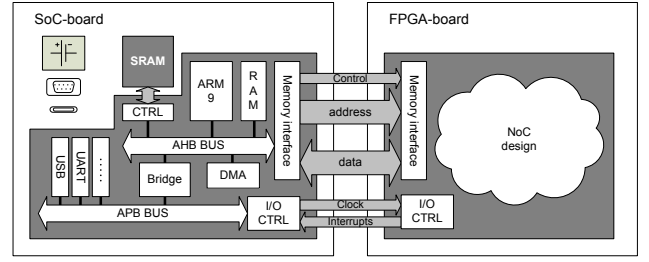 SoC-board
FPGA-board
+ -
SRAM
CTRL
ARM
9
R
A
M
Memory interface
Control
address
data
Memory interface
NoC
design
AHB BUS
USB
UART
.....
Bridge
DMA
APB BUS
I/O
CTRL
Clock
Interrupts
I/O
CTRL